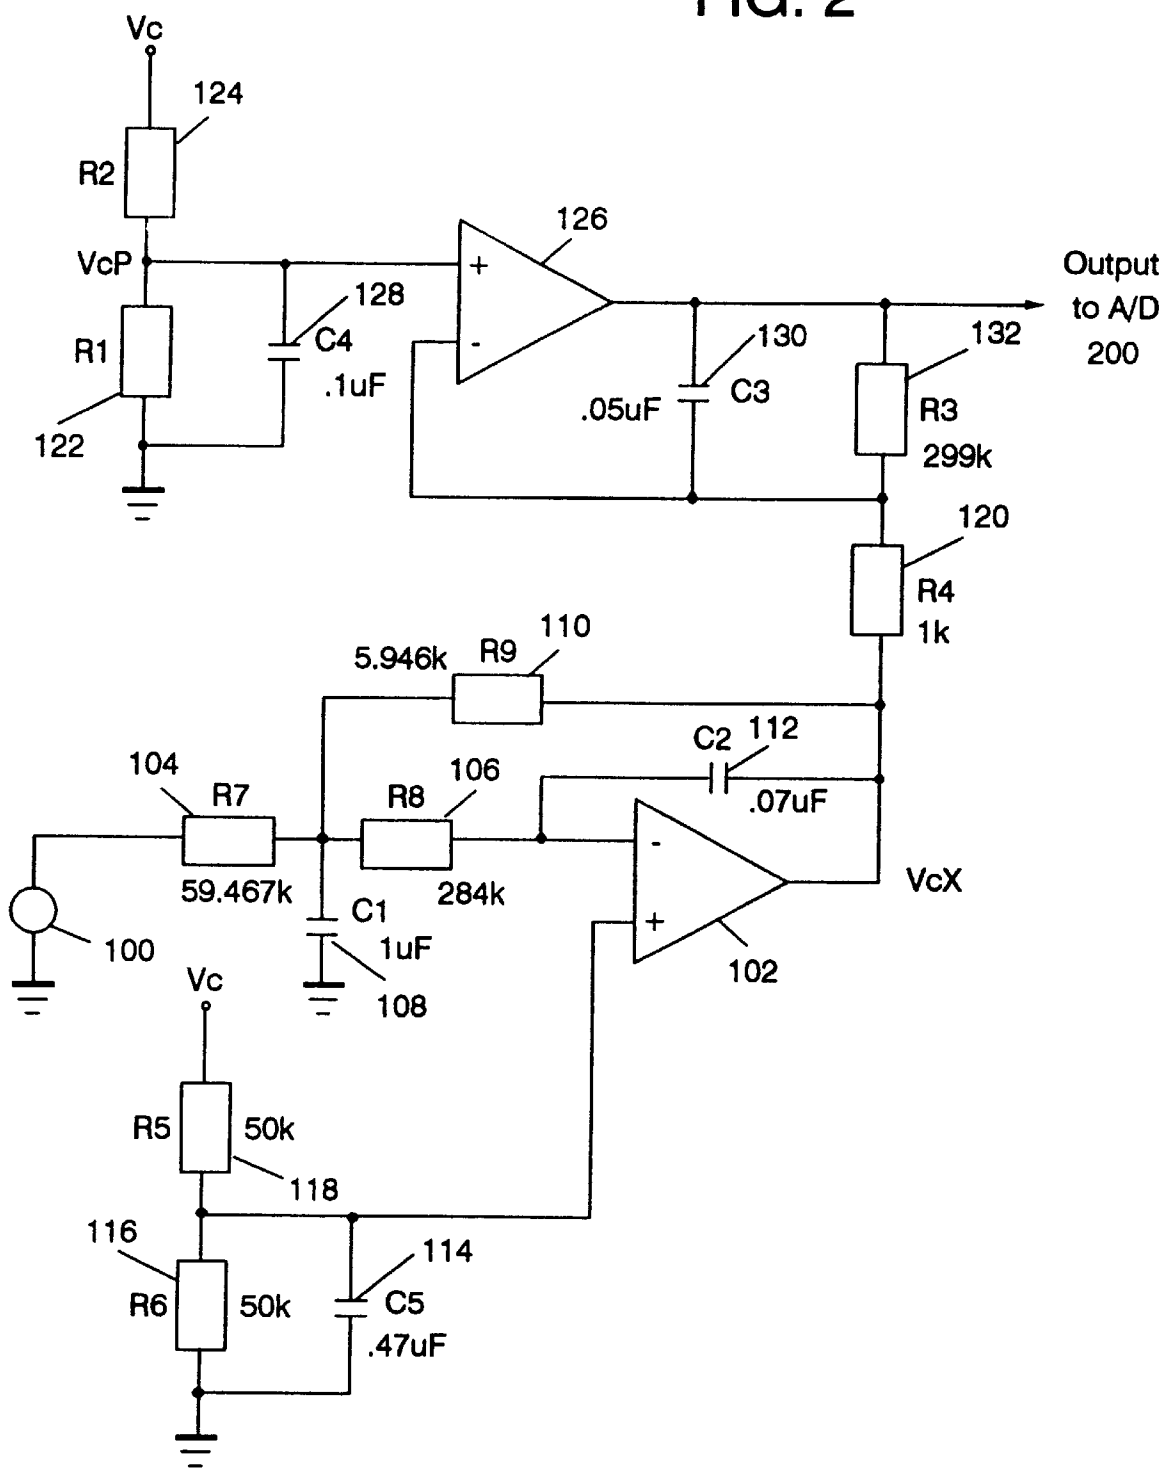 FIG. 2
Vc
124
R2
126
VcP
+
Output
to A/D
200
128
R1
C4
-
130
132
.1uF
.05uF
C3
R3
122
299k
120
R4
1k
110
5.946k
R9
C2
112
104
106
R7
R8
.07uF
-
59.467k
284k
VcX
C1
+
100
1uF
102
Vc
108
R5
50k
118
116
114
R6
50k
C5
.47uF